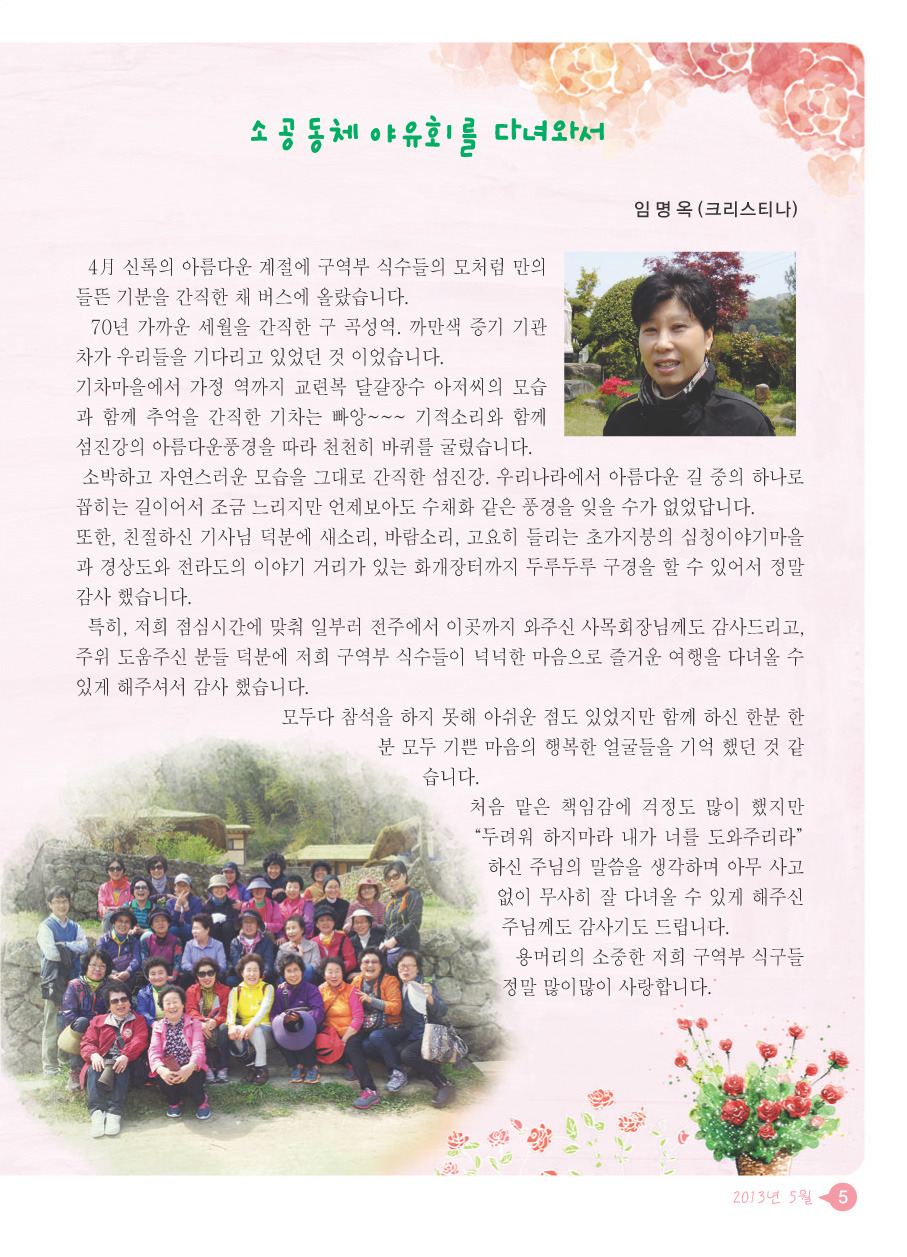 소공동체 야유회를 다녀와서
임 명 옥 (크리스티나)
4月 신록의 아름다운 계절에 구역부 식수들의 모처럼 만의
들뜬 기분을 간직한 채 버스에 올랐습니다.
70년 가까운 세월을 간직한 구 곡성역. 까만색 증기 기관
차가 우리들을 기다리고 있었던 것 이었습니다.
기차마을에서 가정 역까지 교련복 달걀장수 아저씨의 모습
과 함께 추억을 간직한 기차는 빠앙~~~ 기적소리와 함께
섬진강의 아름다운풍경을 따라 천천히 바퀴를 굴렸습니다.
소박하고 자연스러운 모습을 그대로 간직한 섬진강. 우리나라에서 아름다운 길 중의 하나로
꼽히는 길이어서 조금 느리지만 언제보아도 수채화 같은 풍경을 잊을 수가 없었답니다.
또한, 친절하신 기사님 덕분에 새소리, 바람소리, 고요히 들리는 초가지붕의 심청이야기마을
과 경상도와 전라도의 이야기 거리가 있는 화개장터까지 두루두루 구경을 할 수 있어서 정말
감사 했습니다.
특히, 저희 점심시간에 맞춰 일부러 전주에서 이곳까지 와주신 사목회장님께도 감사드리고,
주위 도움주신 분들 덕분에 저희 구역부 식수들이 넉넉한 마음으로 즐거운 여행을 다녀올 수
있게 해주셔서 감사 했습니다.
모두다 참석을 하지 못해 아쉬운 점도 있었지만 함께 하신 한분 한
분 모두 기쁜 마음의 행복한 얼굴들을 기억 했던 것 같
습니다.
처음 맡은 책임감에 걱정도 많이 했지만
“두려워 하지마라 내가 너를 도와주리라”
하신 주님의 말씀을 생각하며 아무 사고
없이 무사히 잘 다녀올 수 있게 해주신
주님께도 감사기도 드립니다.
용머리의 소중한 저희 구역부 식구들
정말 많이많이 사랑합니다.
2013년 5월 5